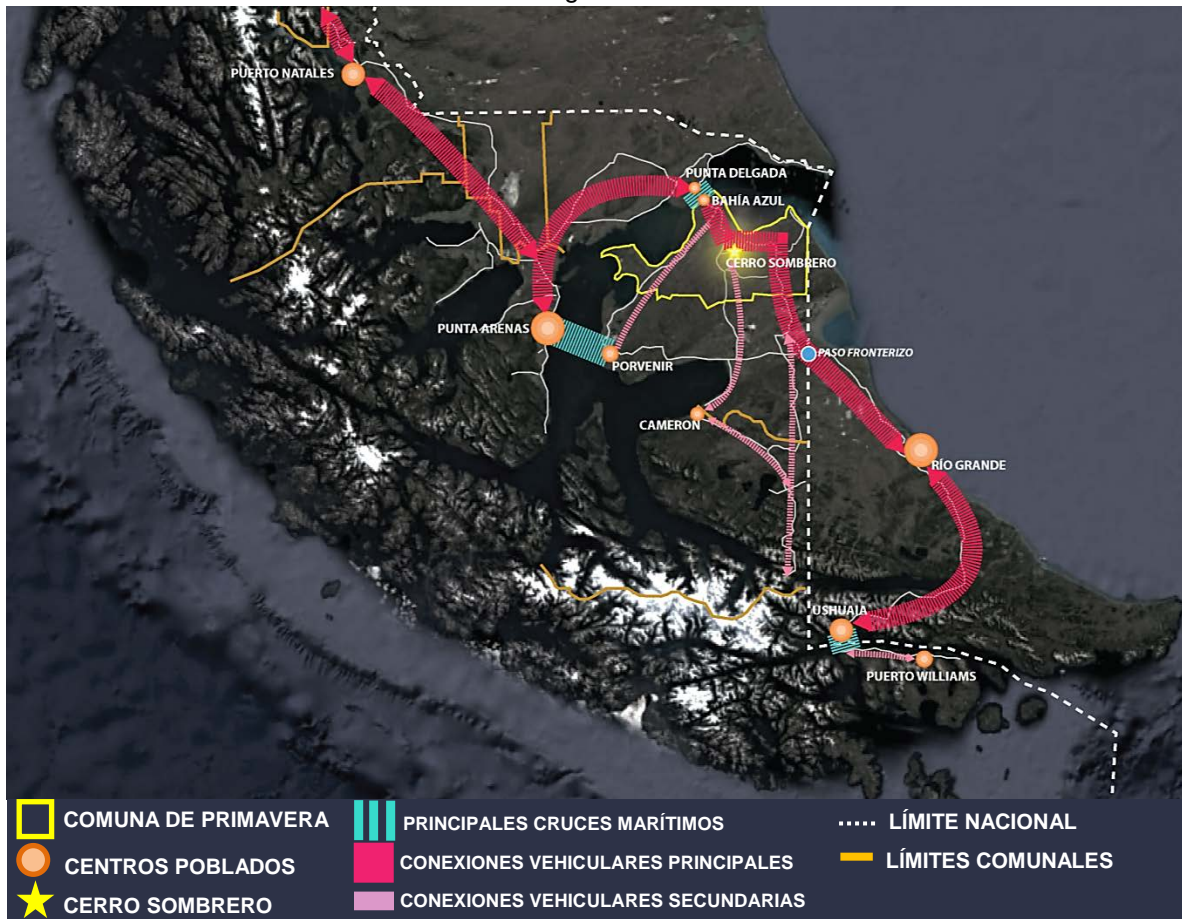 PUERTO NATALES
PUNTA DELGADA
BAHÍA AZUL
CERRO SOMBRERO
PUNTA ARENAS
PORVENIR
PASO FRONTERIZO
CAMERON
RÍO GRANDE
USHUAIA
PUERTO WILLIAMS
COMUNA DE PRIMAVERA
CENTROS POBLADOS
CERRO SOMBRERO
PRINCIPALES CRUCES MARÍTIMOS
CONEXIONES VEHICULARES PRINCIPALES
CONEXIONES VEHICULARES SECUNDARIAS
LÍMITE NACIONAL
LÍMITES COMUNALES